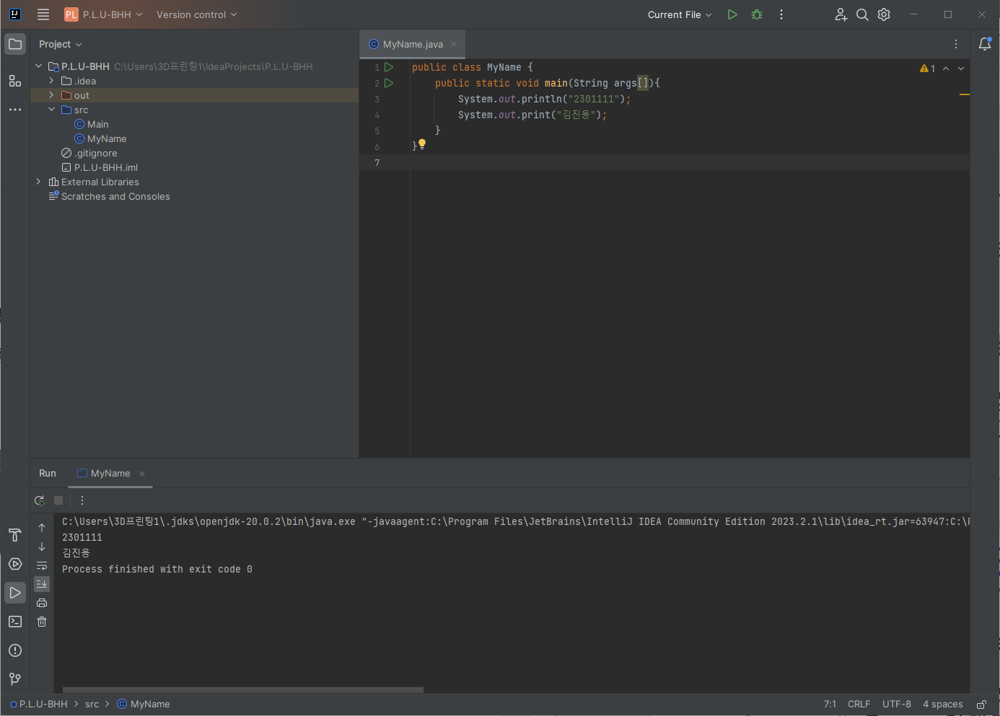 PL P.L.U-BHH Version control Current File
Project
P.L.U-BHH C:\Users\3D프린팅1\IdeaProjects\P.L.U-BHH
.idea
out
src
Main
MyName
.gitignore
P.L.U-BHH.iml
External Libraries
Scratches and Consoles
MyName.java
1 public class MyName {
2 public static void main(String args[]){
3 System.out.println("2301111");
4 System.out.print("김진용");
5 }
6 }
7
1
Run MyName
C:\Users\3D프린팅1\.jdks\openjdk-20.0.2\bin\java.exe "-javaagent:C:\Program Files\JetBrains\IntelliJ IDEA Community Edition 2023.2.1\lib\idea_rt.jar=63947:C:\
2301111
김진용
Process finished with exit code 0
P.L.U-BHH > src > MyName 7:1 CRLF UTF-8 4 spaces